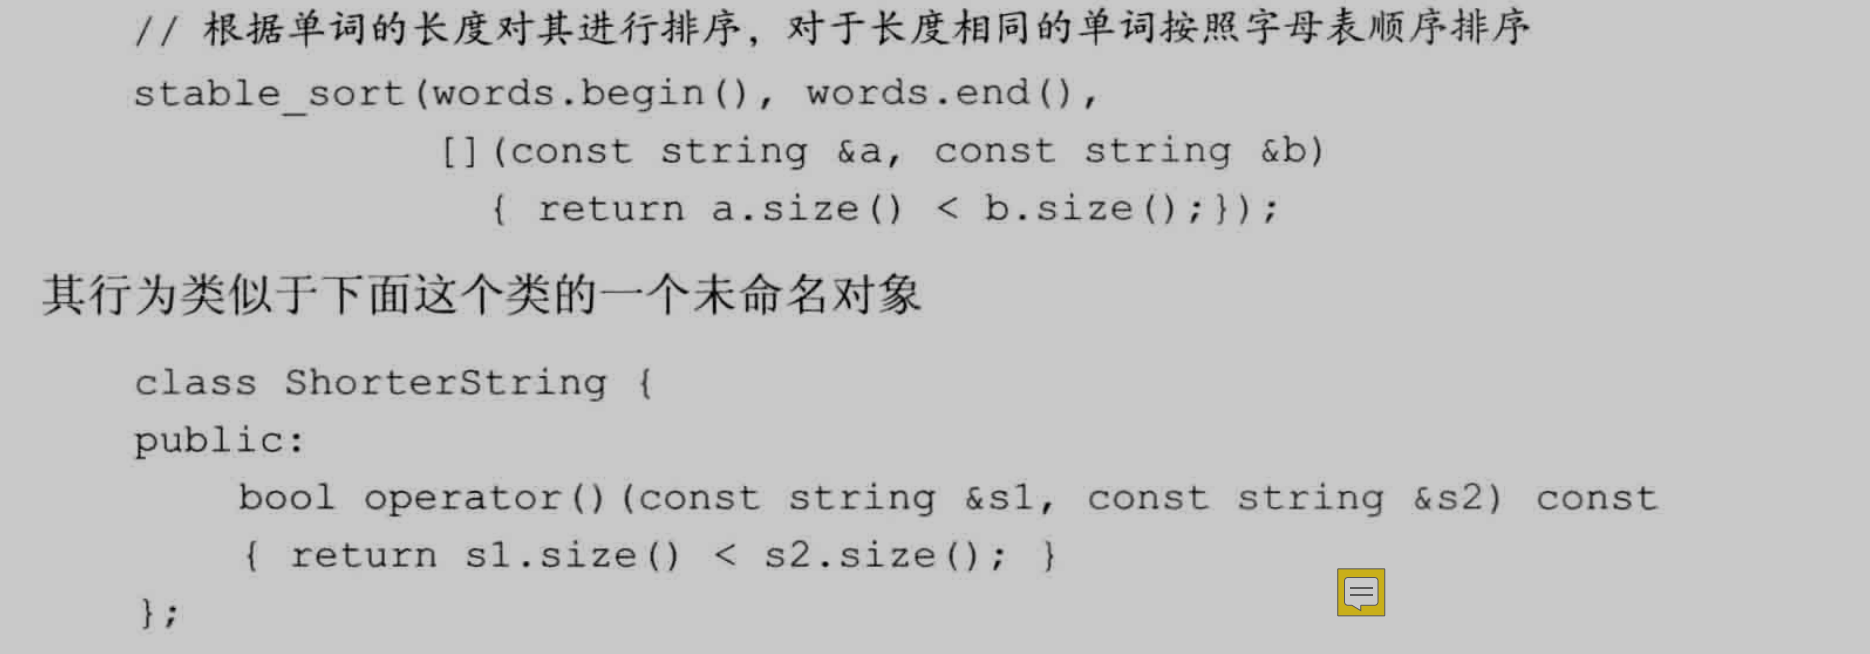 // 根据单词的长度对其进行排序，对于长度相同的单词按照字母表顺序排序
stable_sort(words.begin(), words.end(),
[](const string &a, const string &b)
{ return a.size() < b.size();});
其行为类似于下面这个类的一个未命名对象
class ShorterString {
public:
bool operator()(const string &s1, const string &s2) const
{ return s1.size() < s2.size(); }
};